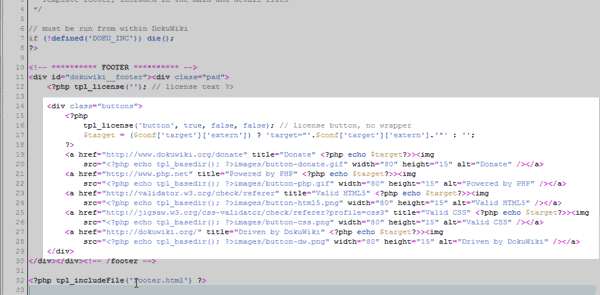 4 */
5
6 // must be run from within DokuWiki
7 if (!defined('DOKU_INC')) die();
8 ?>
9
10 <!-- ********** FOOTER ********** -->
11 <div id="dokuwiki__footer"><div class="pad">
12 <?php tpl_license(''); // license text ?>
13
14 <div class="buttons">
15 <?php
16 tpl_license('button', true, false, false); // license button, no wrapper
17 $target = ($conf['target']['extern']) ? 'target="'.$conf['target']['extern'].'"' : '';
18 ?>
19 <a href="http://www.dokuwiki.org/donate" title="Donate" <?php echo $target?>><img
20 src="<?php echo tpl_basedir(); ?>images/button-donate.gif" width="80" height="15" alt="Donate" /></a>
21 <a href="http://www.php.net" title="Powered by PHP" <?php echo $target?>><img
22 src="<?php echo tpl_basedir(); ?>images/button-php.gif" width="80" height="15" alt="Powered by PHP" /></a>
23 <a href="http://validator.w3.org/check/referer" title="Valid HTML5" <?php echo $target?>><img
24 src="<?php echo tpl_basedir(); ?>images/button-html5.png" width="80" height="15" alt="Valid HTML5" /></a>
25 <a href="http://jigsaw.w3.org/css-validator/check/referer?profile=css3" title="Valid CSS" <?php echo $target?>><img
26 src="<?php echo tpl_basedir(); ?>images/button-css.png" width="80" height="15" alt="Valid CSS" /></a>
27 <a href="http://dokuwiki.org/" title="Driven by DokuWiki" <?php echo $target?>><img
28 src="<?php echo tpl_basedir(); ?>images/button-dw.png" width="80" height="15" alt="Driven by DokuWiki" /></a>
29 </div>
30 </div></div><!-- /footer -->
31
32 <?php tpl_includeFile('footer.html') ?>
33